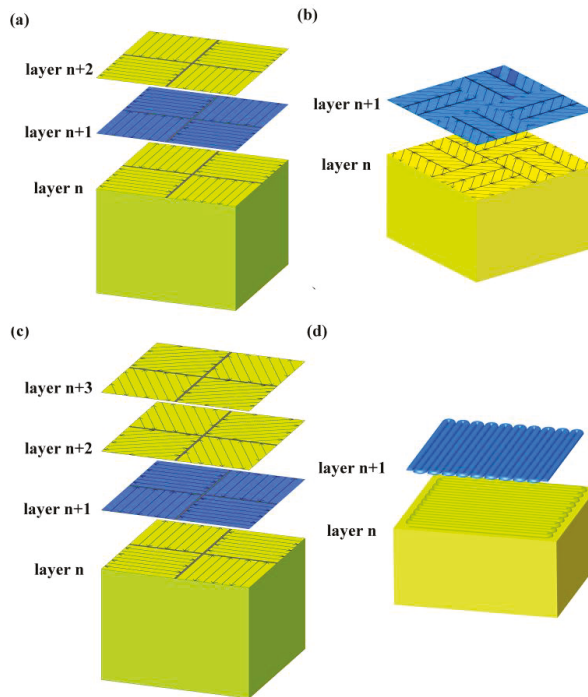 (a)
layer n+2
layer n+1
layer n
(b)
layer n+1
layer n
(c)
layer n+3
layer n+2
layer n+1
layer n
(d)
layer n+1
layer n